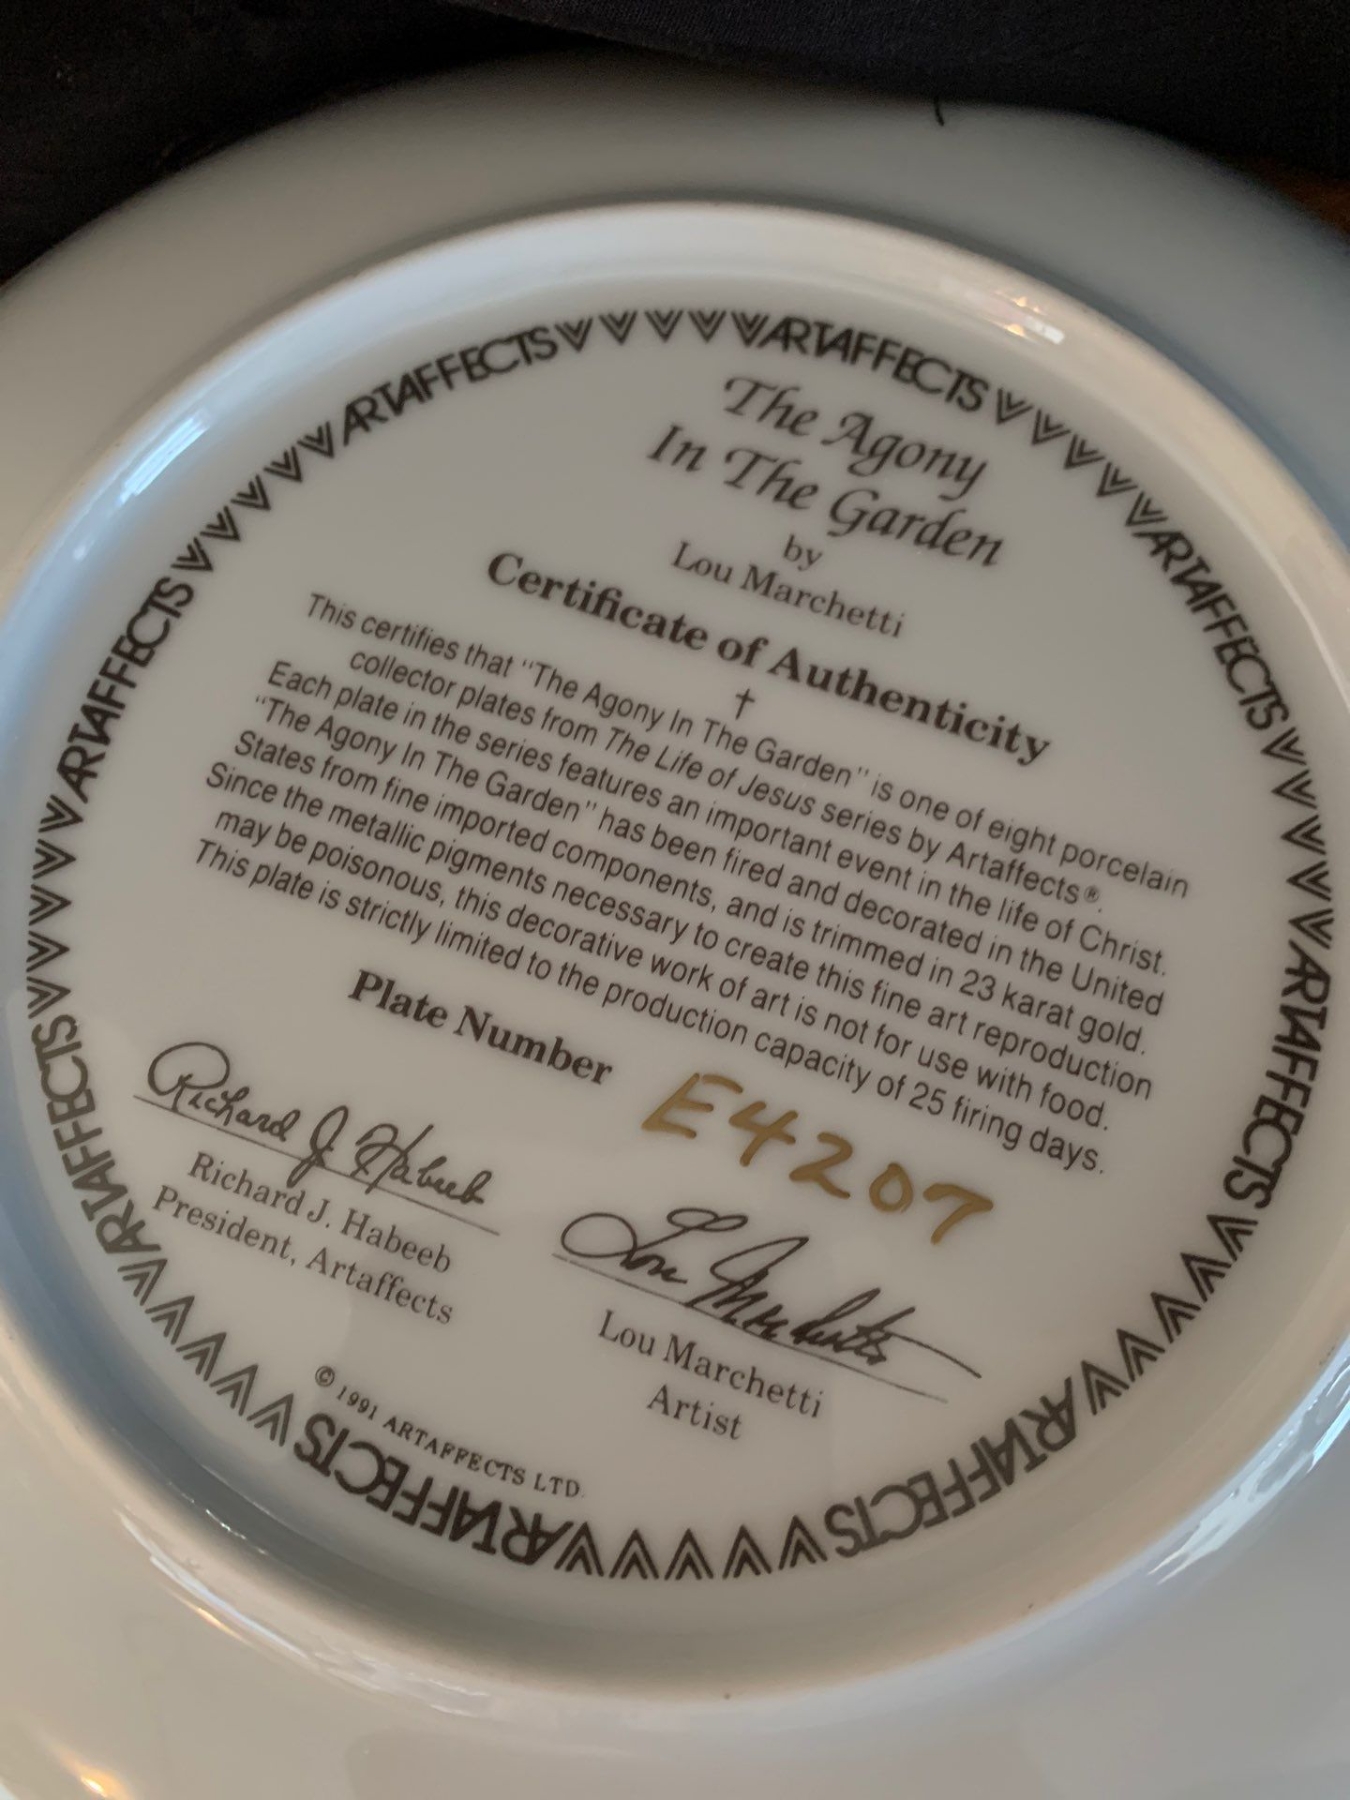 The Agony
In The Garden
by
Lou Marchetti
Certificate of Authenticity
†
This certifies that "The Agony In The Garden" is one of eight porcelain
collector plates from The Life of Jesus series by Artaffects®.
Each plate in the series features an important event in the life of Christ.
"The Agony In The Garden" has been fired and decorated in the United
States from fine imported components, and is trimmed in 23 karat gold.
Since the metallic pigments necessary to create this fine art reproduction
may be poisonous, this decorative work of art is not for use with food.
This plate is strictly limited to the production capacity of 25 firing days.
Plate Number E4207
Richard J. Habeeb
Richard J. Habeeb
President, Artaffects
Lou Marchetti
Lou Marchetti
Artist
© 1991 ARTAFFECTS LTD.
ARTAFFECTS
ARTAFFECTS
ARTAFFECTS
ARTAFFECTS
ARTAFFECTS
ARTAFFECTS
ARTAFFECTS
ARTAFFECTS